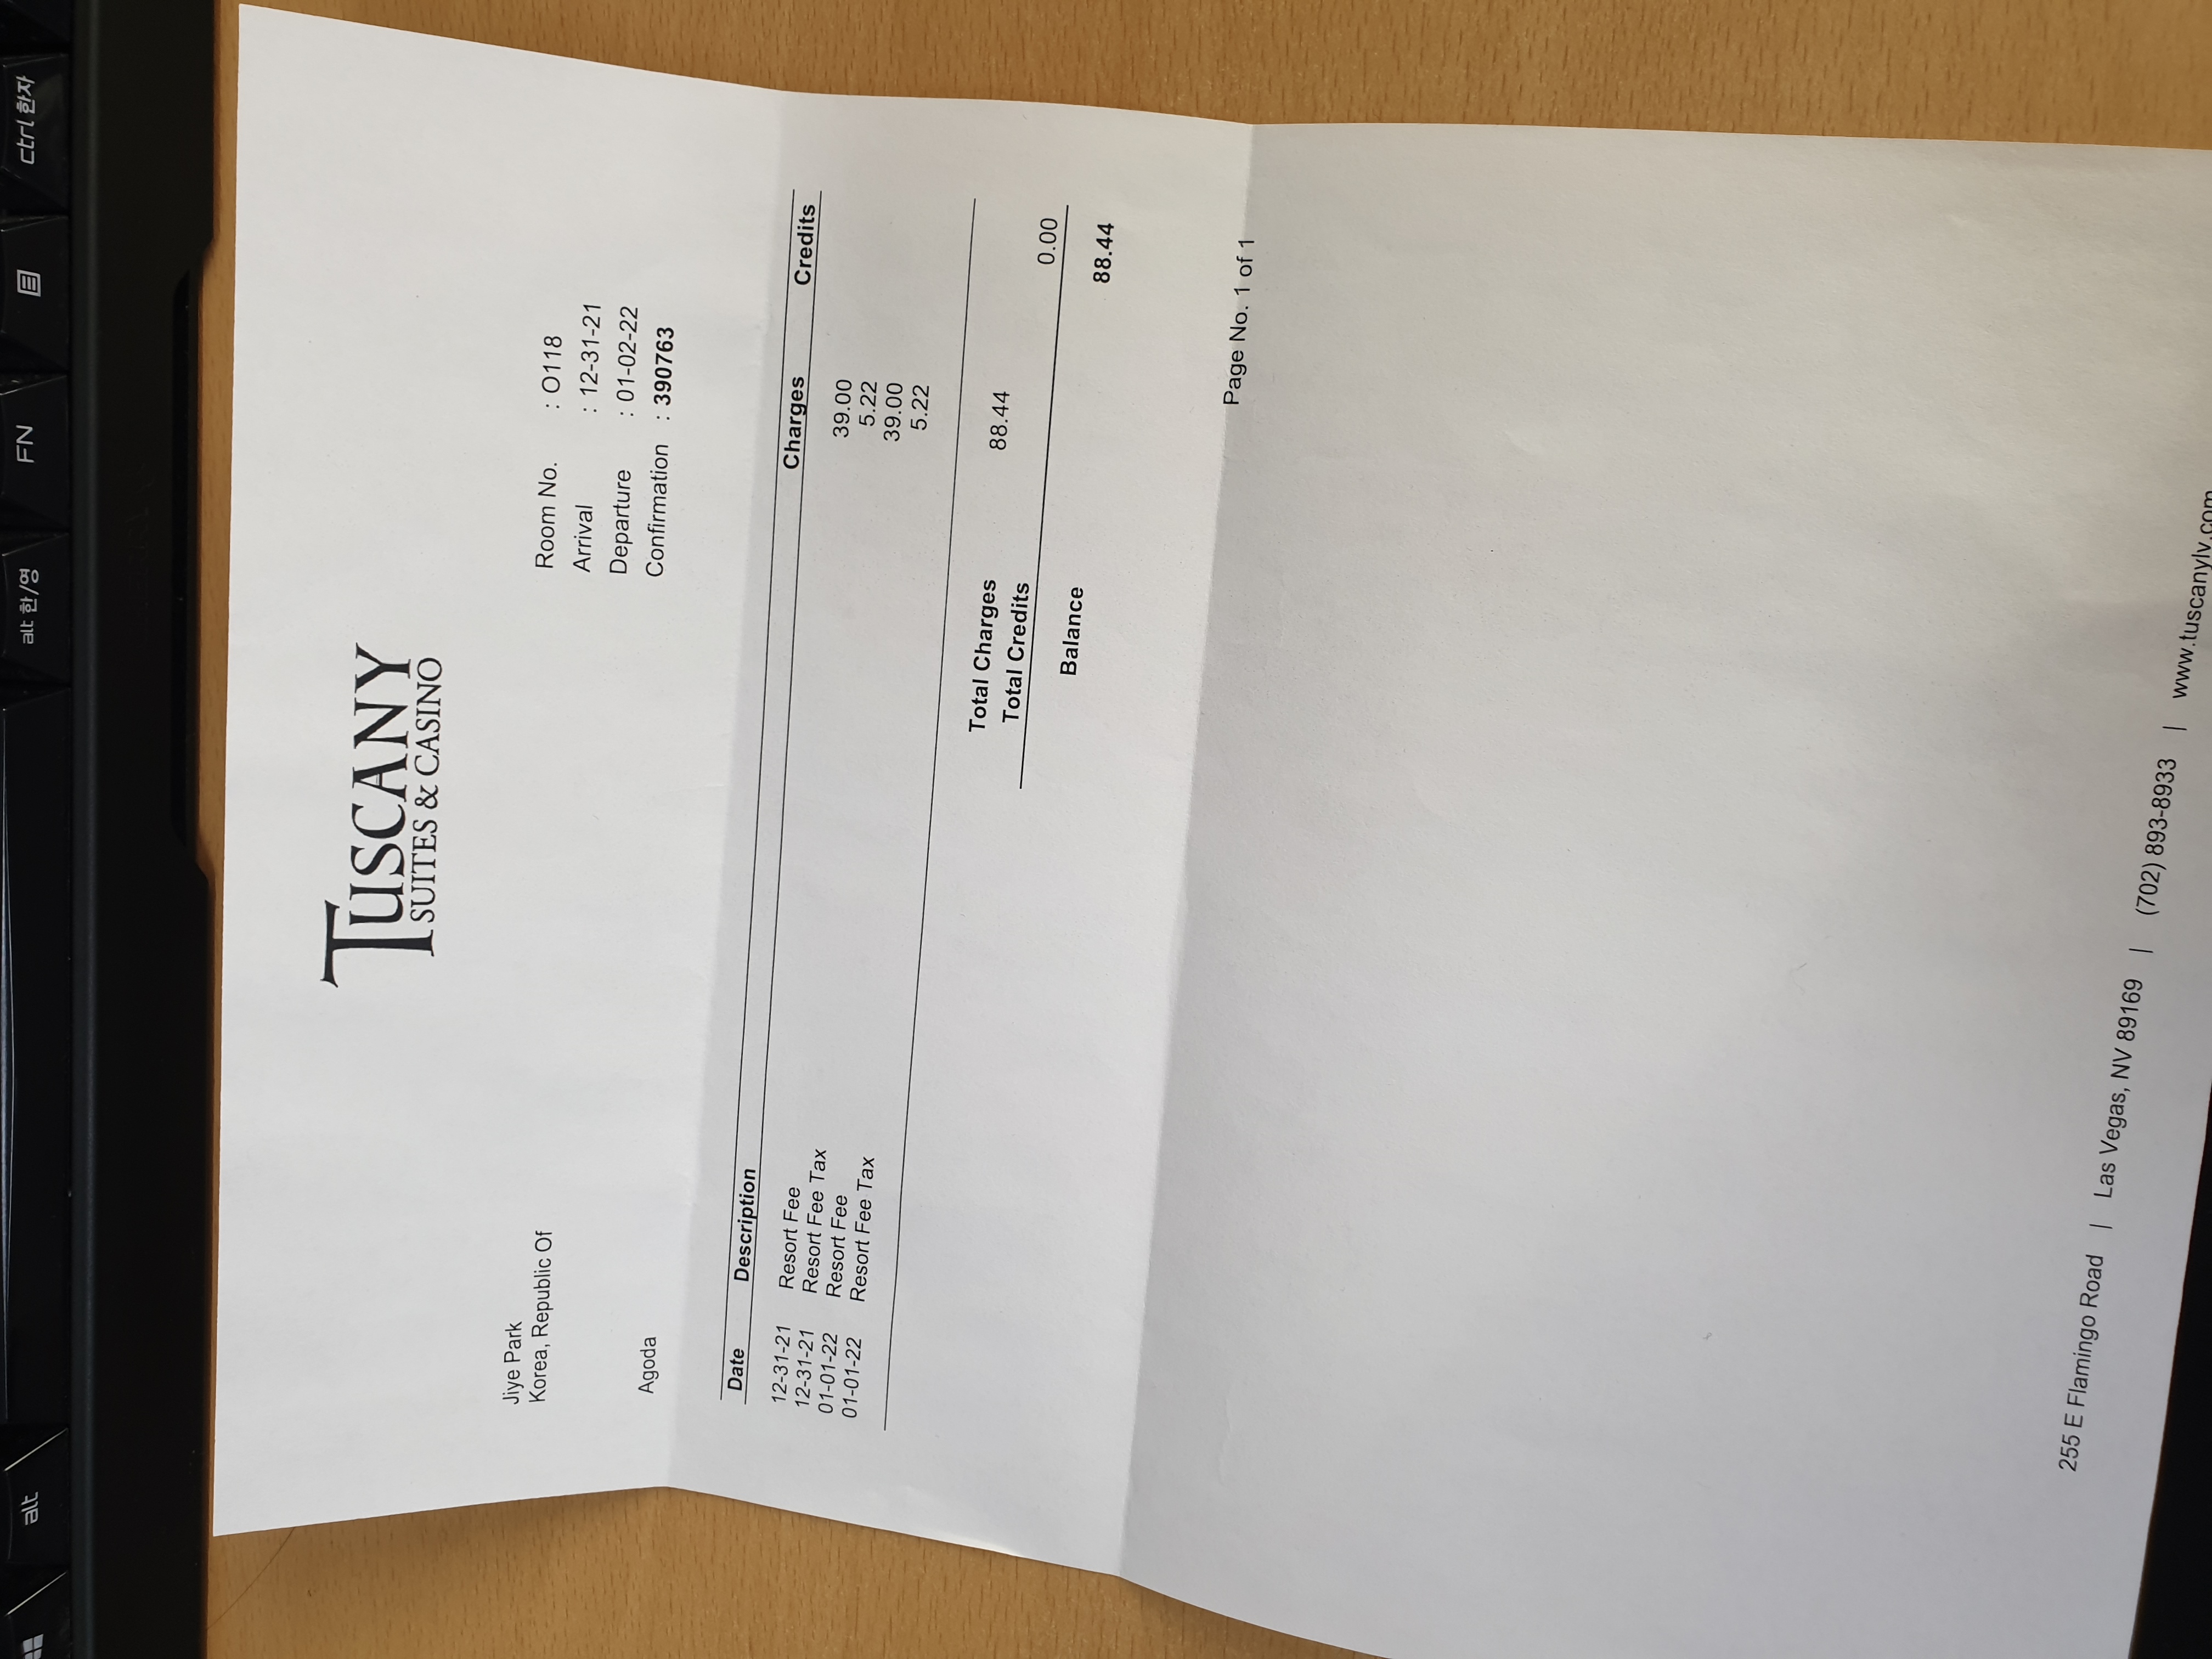 alt
alt 한/영
FN
ctrl 한자
TUSCANY
SUITES & CASINO
Jiye Park
Korea, Republic Of
Agoda
Room No. : O118
Arrival : 12-31-21
Departure : 01-02-22
Confirmation : 390763
Date Description Charges Credits
12-31-21 Resort Fee 39.00
12-31-21 Resort Fee Tax 5.22
01-01-22 Resort Fee 39.00
01-01-22 Resort Fee Tax 5.22
Total Charges 88.44
Total Credits 0.00
Balance 88.44
Page No. 1 of 1
255 E Flamingo Road | Las Vegas, NV 89169 | (702) 893-8933 | www.tuscanylv.com